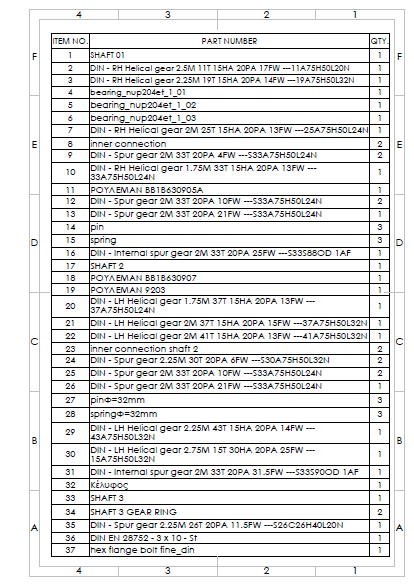 4 3 2 1
ITEM NO. PART NUMBER QTY.
1 SHAFT 01 1
2 DIN - RH Helical gear 2.5M 11T 15HA 20PA 17FW ---11A75H50L24N 1
3 DIN - RH Helical gear 2.25M 19T 15HA 20PA 14FW ---19A75H50L32N 1
4 bearing_nup204et_1_01 1
5 bearing_nup204et_1_02 1
6 bearing_nup204et_1_03 1
7 DIN - RH Helical gear 2M 25T 15HA 20PA 13FW ---25A75H50L24N 1
8 inner connection 2
9 DIN - Spur gear 2M 33T 20PA 4FW ---S33A75H50L24N 2
10 DIN - RH Helical gear 1.75M 33T 15HA 20PA 13FW ---
33A75H50L24N 1
11 ΡΟΥΛΕΜΑΝ BB1B630905A 1
12 DIN - Spur gear 2M 33T 20PA 10FW ---S33A75H50L24N 2
13 DIN - Spur gear 2M 33T 20PA 21FW ---S33A75H50L24N 1
14 pin 3
15 spring 3
16 DIN - Internal spur gear 2M 33T 20PA 25FW ---S33S88OD 1AF 1
17 SHAFT 2 1
18 ΡΟΥΛΕΜΑΝ BB1B630907 1
19 ΡΟΥΛΕΜΑΝ 9203 1
20 DIN - LH Helical gear 1.75M 37T 15HA 20PA 13FW ---
37A75H50L24N 1
21 DIN - LH Helical gear 2M 37T 15HA 20PA 15FW ---37A75H50L32N 1
22 DIN - LH Helical gear 2M 41T 15HA 20PA 13FW ---41A75H50L32N 1
23 inner connection shaft 2 2
24 DIN - Spur gear 2.25M 30T 20PA 6FW ---S30A75H50L32N 2
25 DIN - Spur gear 2M 33T 20PA 10FW ---S33A75H50L24N 2
26 DIN - Spur gear 2M 33T 20PA 21FW ---S33A75H50L24N 1
27 pinΦ=32mm 3
28 springΦ=32mm 3
29 DIN - LH Helical gear 2.25M 43T 15HA 20PA 14FW ---
43A75H50L32N 1
30 DIN - LH Helical gear 2.75M 15T 30HA 20PA 25FW ---
15A75H50L32N 1
31 DIN - Internal spur gear 2M 33T 20PA 31.5FW ---S33S90OD 1AF 1
32 Κέλυφος 1
33 SHAFT 3 1
34 SHAFT 3 GEAR RING 2
35 DIN - Spur gear 2.25M 26T 20PA 11.5FW ---S26C26H40L20N 1
36 DIN EN 28752 - 3 x 10 - St 1
37 hex flange bolt fine_din 1
F F
E E
D D
C C
B B
A A
4 3 2 1